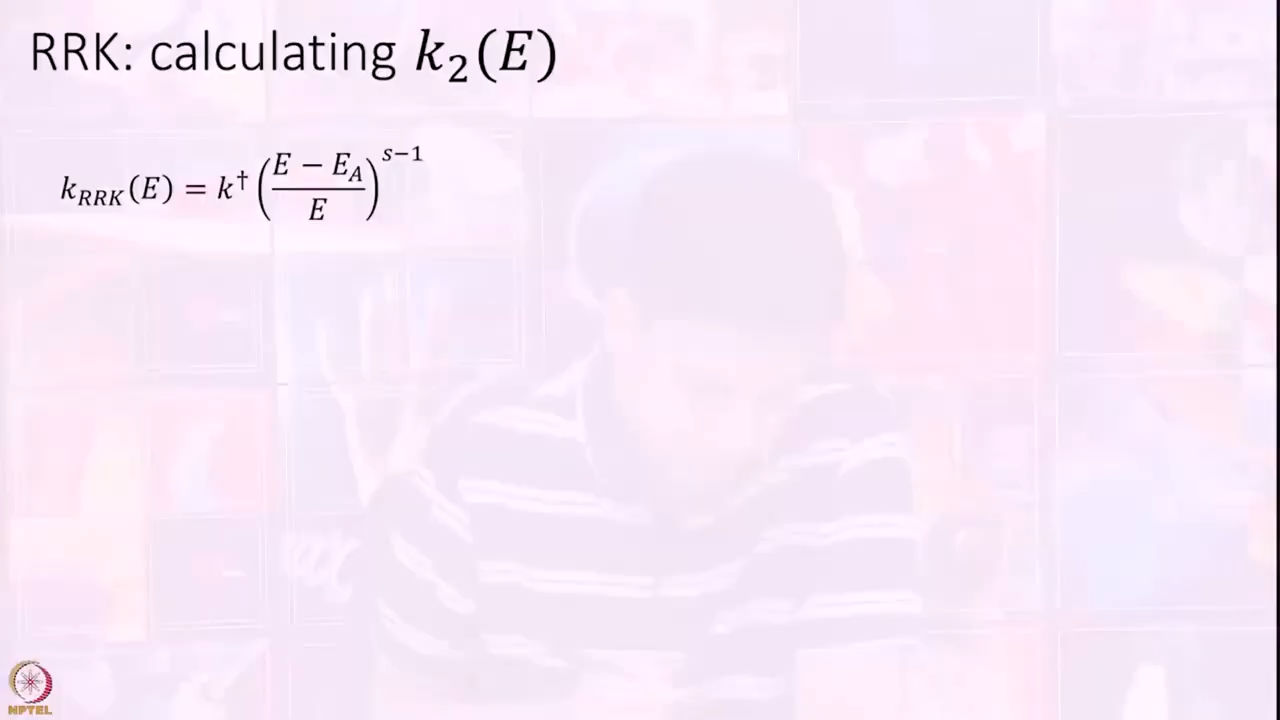 RRK: calculating k₂(E)
k_RRK(E) = k^† ((E − E_A)/E)^(s−1)
NPTEL